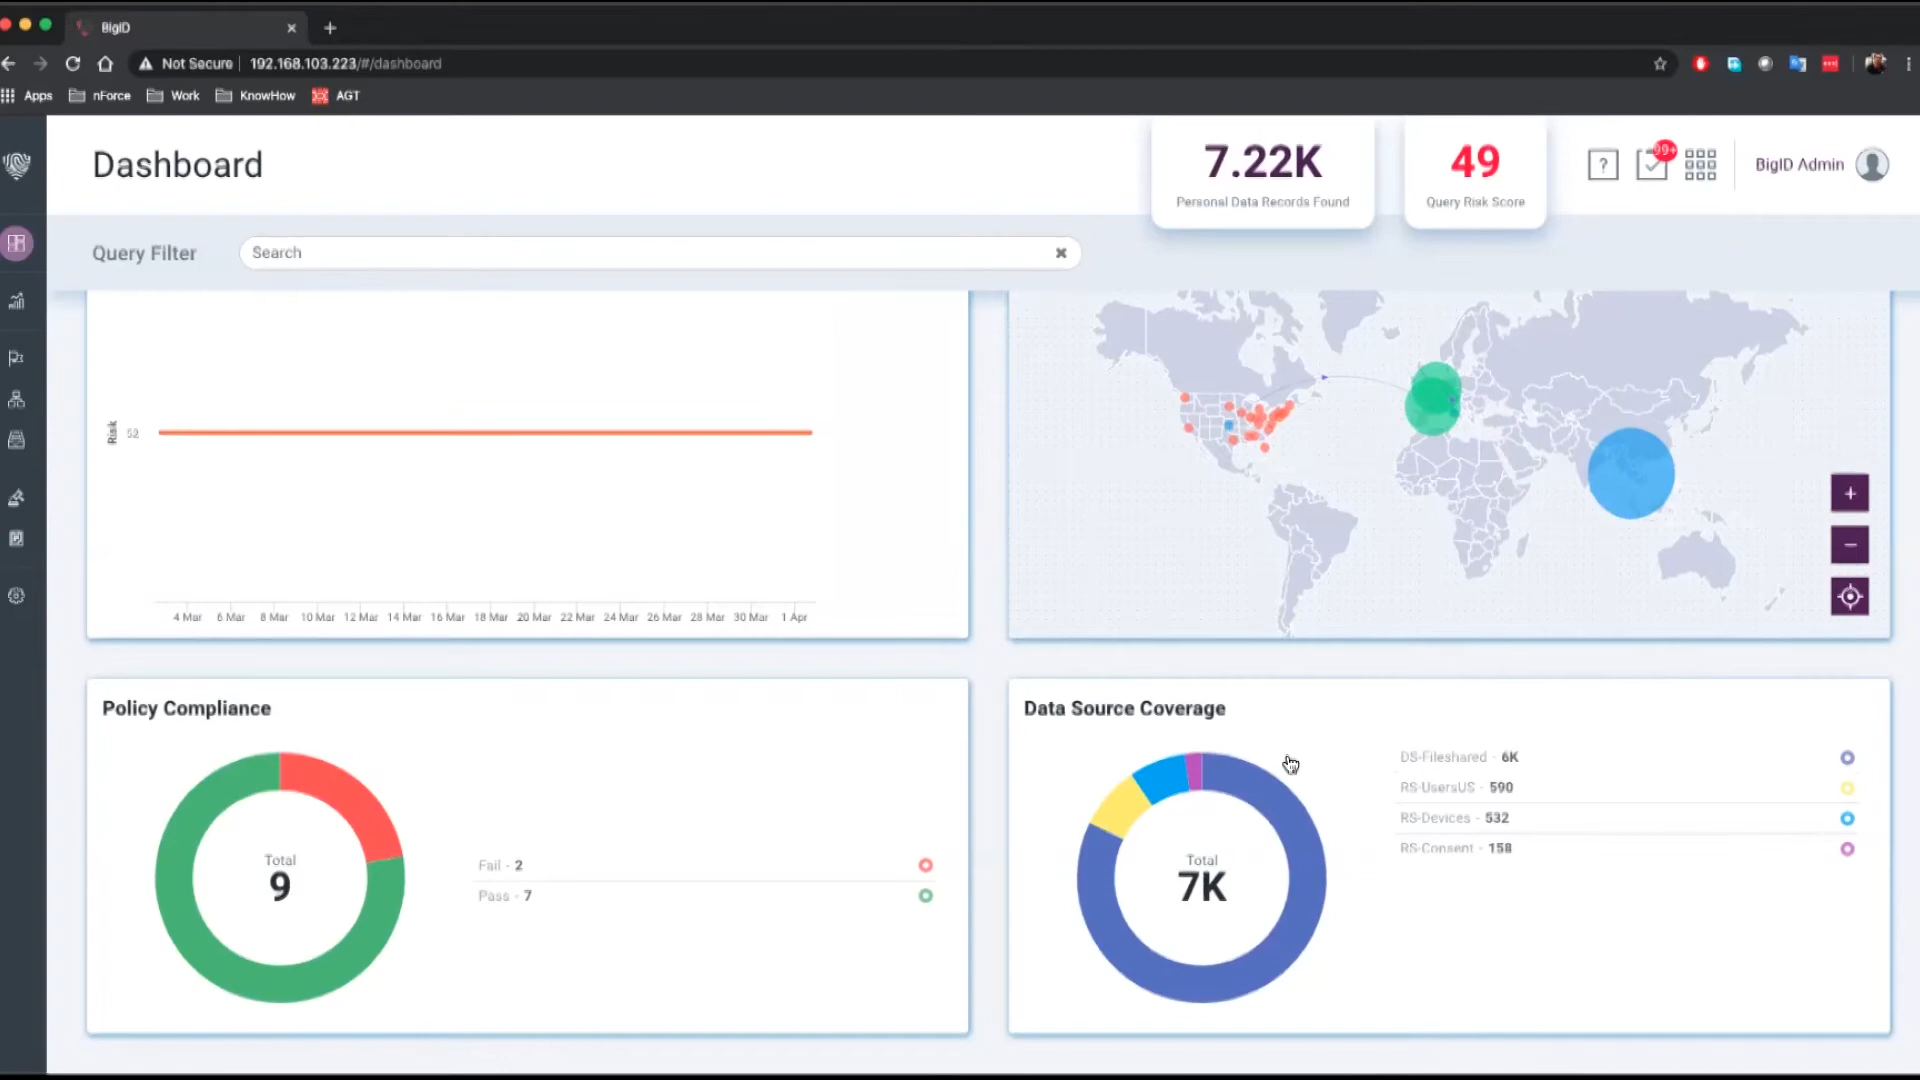 BigID
Not Secure | 192.168.103.223/#/dashboard
Apps nForce Work KnowHow AGT
Dashboard
7.22K
Personal Data Records Found
49
Query Risk Score
?
99+
BigID Admin
Query Filter
Search
Risk
52
4 Mar 6 Mar 8 Mar 10 Mar 12 Mar 14 Mar 16 Mar 18 Mar 20 Mar 22 Mar 24 Mar 26 Mar 28 Mar 30 Mar 1 Apr
+
−
Policy Compliance
Total
9
Fail - 2
Pass - 7
Data Source Coverage
Total
7K
DS-Fileshared - 6K
RS-UsersUS - 590
RS-Devices - 532
RS-Consent - 158